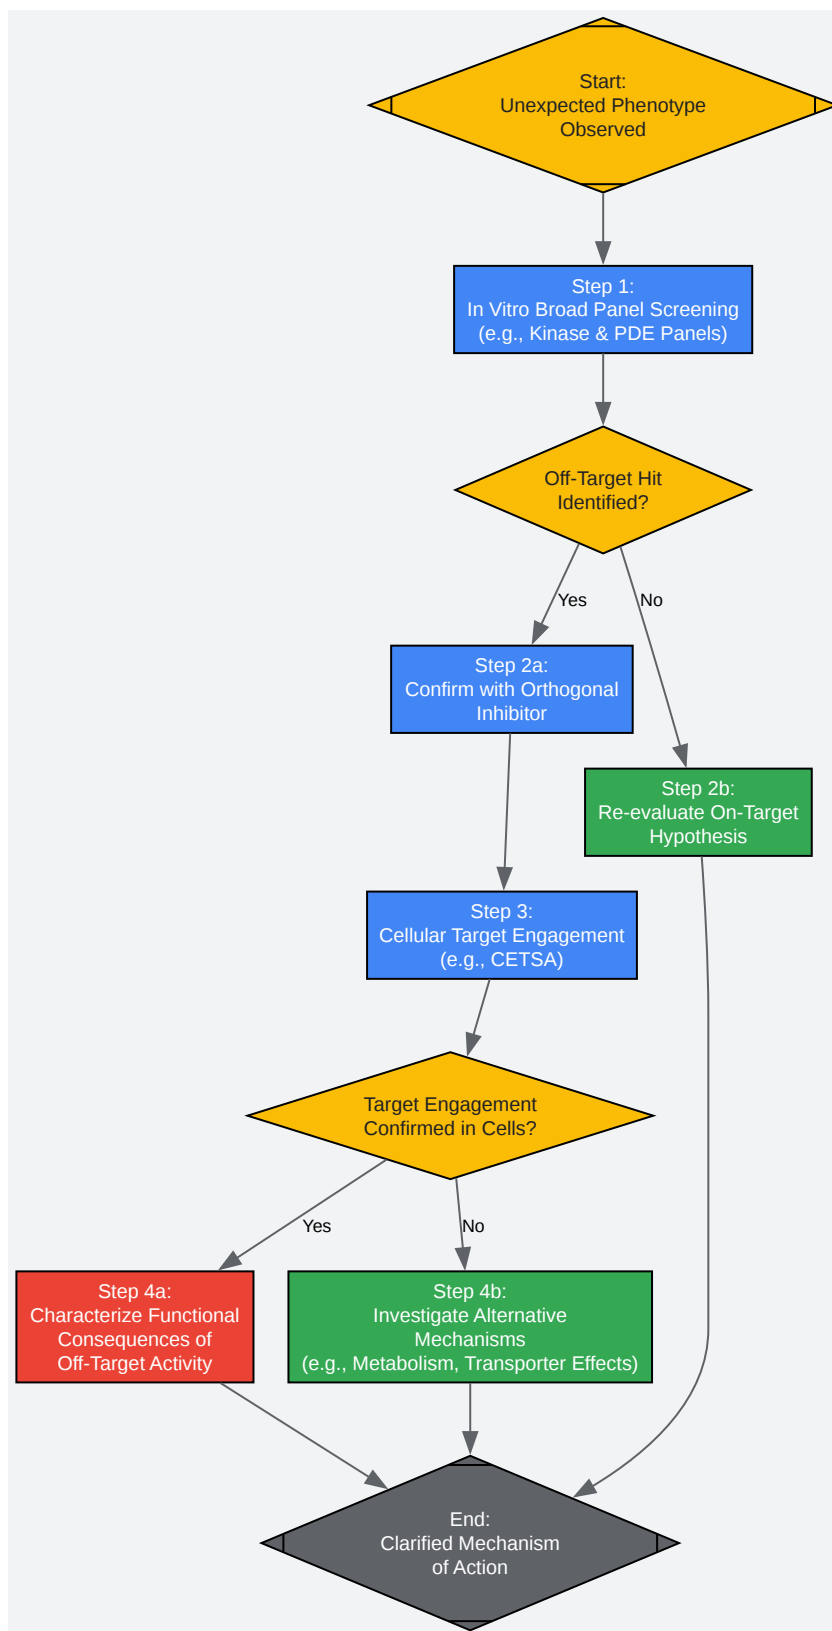 Start:
Unexpected Phenotype
Observed
Step 1:
In Vitro Broad Panel Screening
(e.g., Kinase & PDE Panels)
Off-Target Hit
Identified?
Yes
No
Step 2a:
Confirm with Orthogonal
Inhibitor
Step 2b:
Re-evaluate On-Target
Hypothesis
Step 3:
Cellular Target Engagement
(e.g., CETSA)
Target Engagement
Confirmed in Cells?
Yes
No
Step 4a:
Characterize Functional
Consequences of
Off-Target Activity
Step 4b:
Investigate Alternative
Mechanisms
(e.g., Metabolism, Transporter Effects)
End:
Clarified Mechanism
of Action